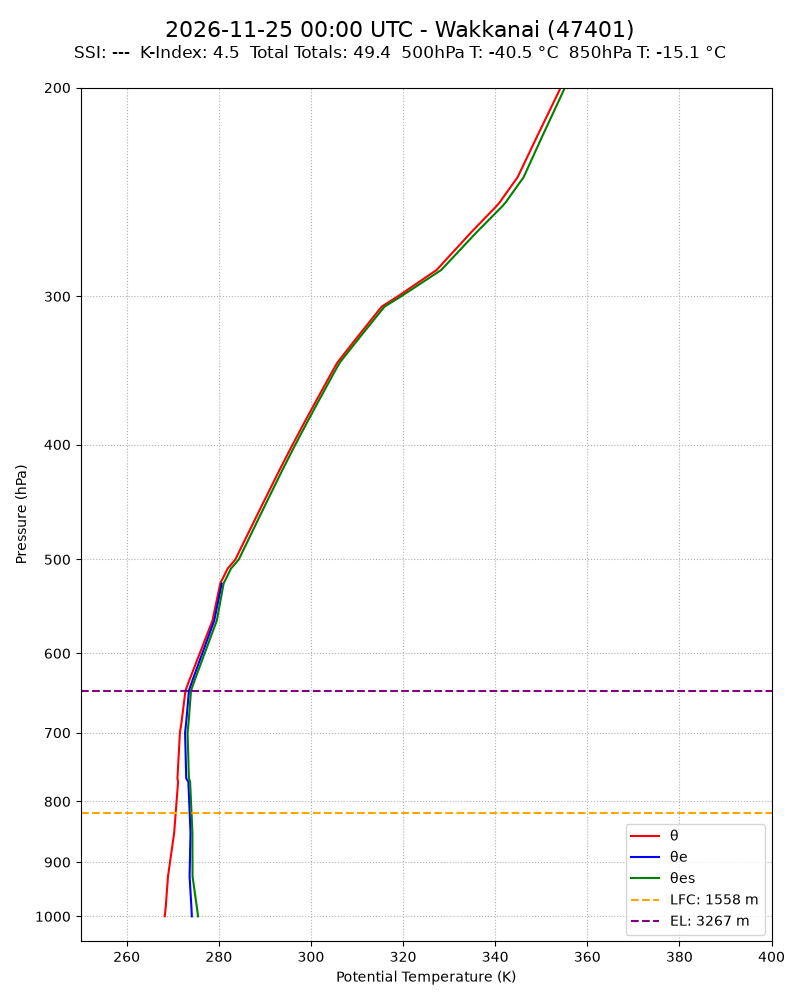 2026-11-25 00:00 UTC - Wakkanai (47401)
SSI: ---  K-Index: 4.5  Total Totals: 49.4  500hPa T: -40.5 °C  850hPa T: -15.1 °C
200
300
400
500
600
700
800
900
1000
Pressure (hPa)
θ
θe
θes
LFC: 1558 m
EL: 3267 m
260 280 300 320 340 360 380 400
Potential Temperature (K)